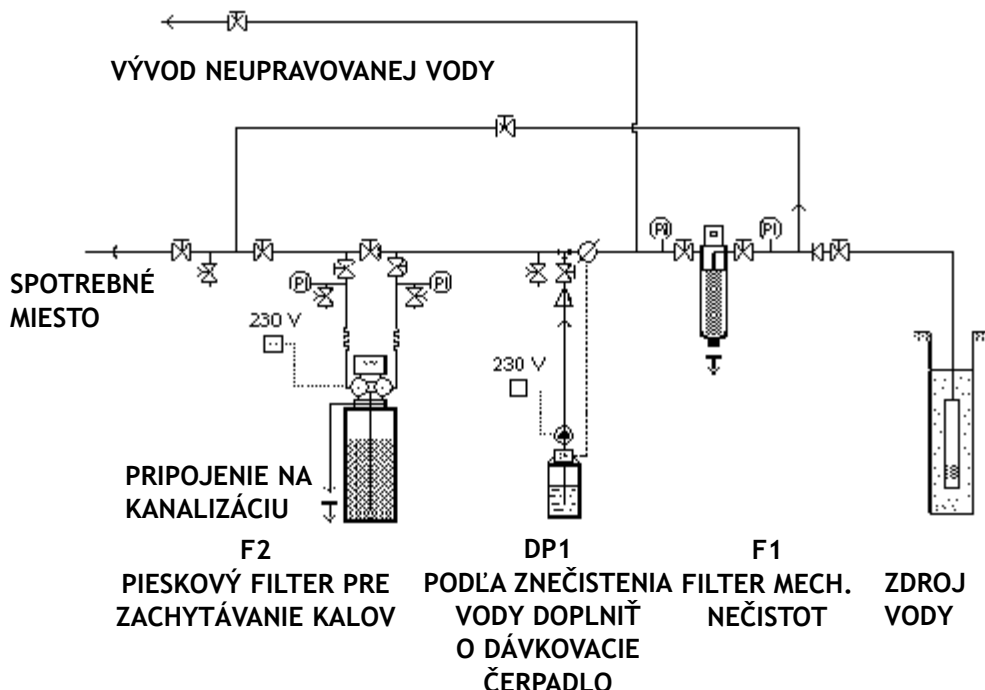 VÝVOD NEUPRAVOVANEJ VODY
PI
PI
SPOTREBNÉ
MIESTO
PI
PI
230 V
230 V
PRIPOJENIE NA
KANALIZÁCIU
F2
PIESKOVÝ FILTER PRE
ZACHYTÁVANIE KALOV
DP1
PODĽA ZNEČISTENIA
VODY DOPLNIŤ
O DÁVKOVACIE
ČERPADLO
F1
FILTER MECH.
NEČISTOT
ZDROJ
VODY